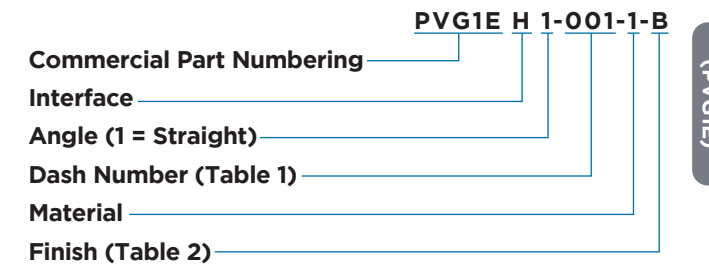 PVG1E H 1-001-1-B
Commercial Part Numbering
Interface
Angle (1 = Straight)
Dash Number (Table 1)
Material
Finish (Table 2)
(PVG1E)